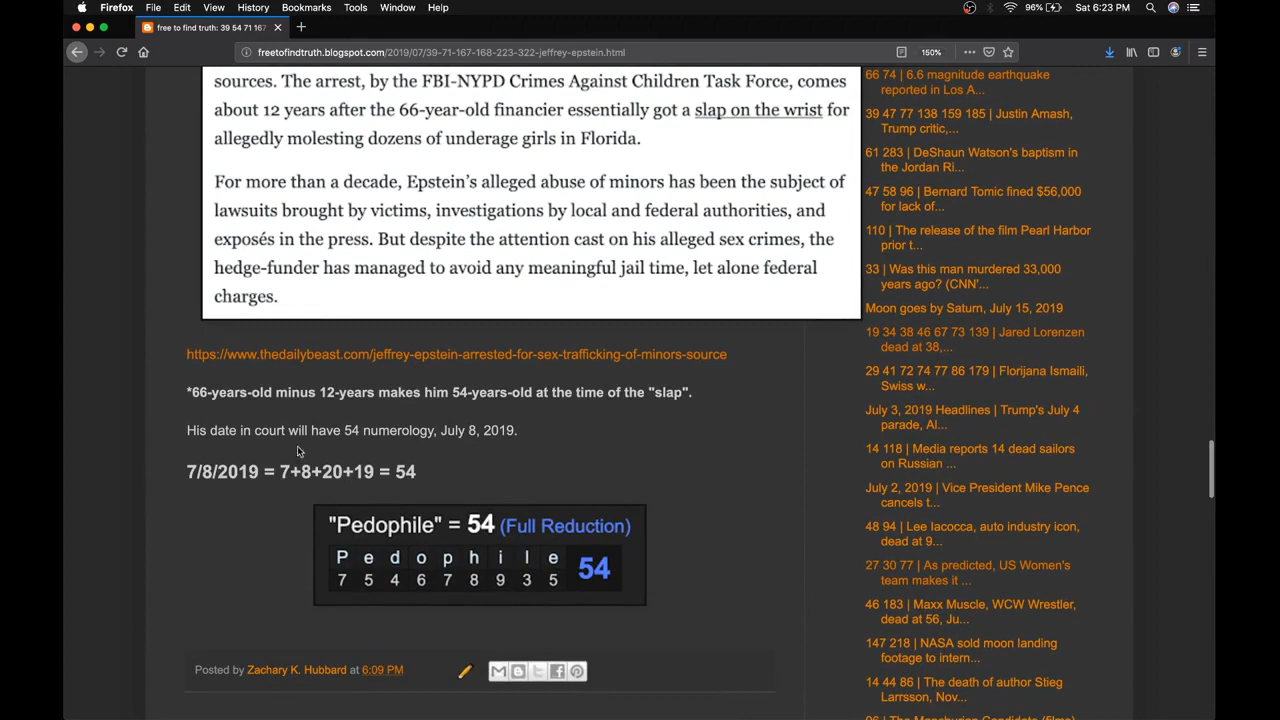 Firefox File Edit View History Bookmarks Tools Window Help
96% Sat 6:23 PM
free to find truth: 39 54 71 167
freetofindtruth.blogspot.com/2019/07/39-71-167-168-223-322-jeffrey-epstein.html
150%
sources. The arrest, by the FBI-NYPD Crimes Against Children Task Force, comes
about 12 years after the 66-year-old financier essentially got a slap on the wrist for
allegedly molesting dozens of underage girls in Florida.
For more than a decade, Epstein’s alleged abuse of minors has been the subject of
lawsuits brought by victims, investigations by local and federal authorities, and
exposés in the press. But despite the attention cast on his alleged sex crimes, the
hedge-funder has managed to avoid any meaningful jail time, let alone federal
charges.
https://www.thedailybeast.com/jeffrey-epstein-arrested-for-sex-trafficking-of-minors-source
*66-years-old minus 12-years makes him 54-years-old at the time of the "slap".
His date in court will have 54 numerology, July 8, 2019.
7/8/2019 = 7+8+20+19 = 54
"Pedophile" = 54 (Full Reduction)
P e d o p h i l e
7 5 4 6 7 8 9 3 5
54
Posted by Zachary K. Hubbard at 6:09 PM
66 74 | 6.6 magnitude earthquake
reported in Los A...
39 47 77 138 159 185 | Justin Amash,
Trump critic,...
61 283 | DeShaun Watson's baptism in
the Jordan Ri...
47 58 96 | Bernard Tomic fined $56,000
for lack of...
110 | The release of the film Pearl Harbor
prior t...
33 | Was this man murdered 33,000
years ago? (CNN'...
Moon goes by Saturn, July 15, 2019
19 34 38 46 67 73 139 | Jared Lorenzen
dead at 38,...
29 41 72 74 77 86 179 | Florijana Ismaili,
Swiss w...
July 3, 2019 Headlines | Trump's July 4
parade, Al...
14 118 | Media reports 14 dead sailors
on Russian ...
July 2, 2019 | Vice President Mike Pence
cancels t...
48 94 | Lee Iacocca, auto industry icon,
dead at 9...
27 30 77 | As predicted, US Women's
team makes it ...
46 183 | Maxx Muscle, WCW Wrestler,
dead at 56, Ju...
147 218 | NASA sold moon landing
footage to intern...
14 44 86 | The death of author Stieg
Larrsson, Nov...